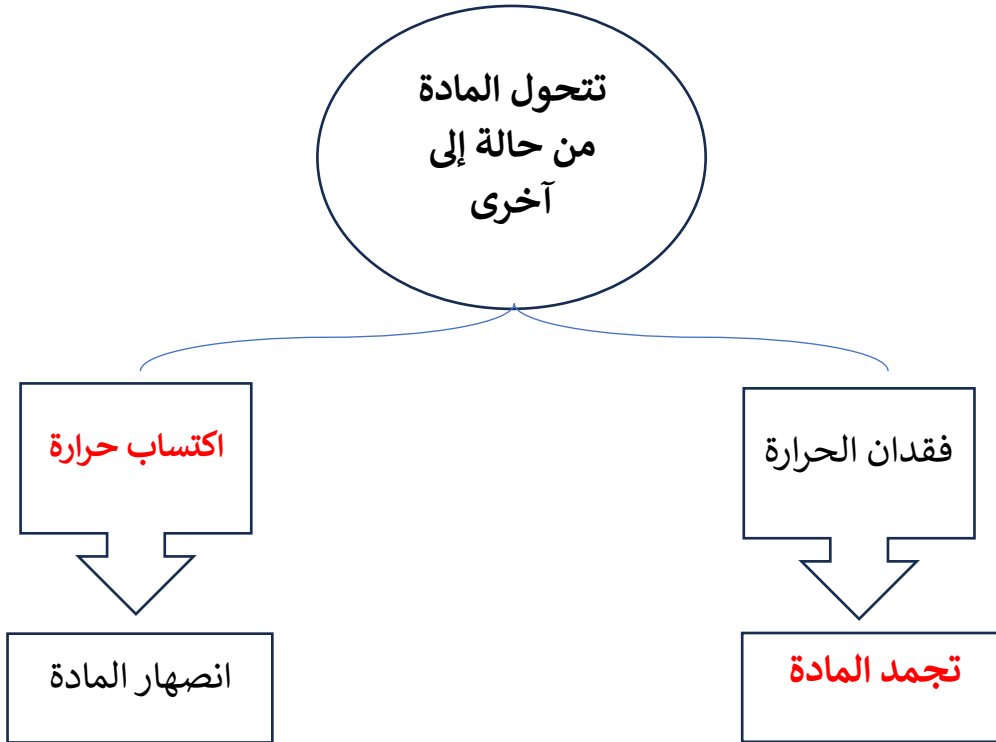 تتحول المادة
من حالة إلى
آخرى
فقدان الحرارة
اكتساب حرارة
تجمد المادة
انصهار المادة